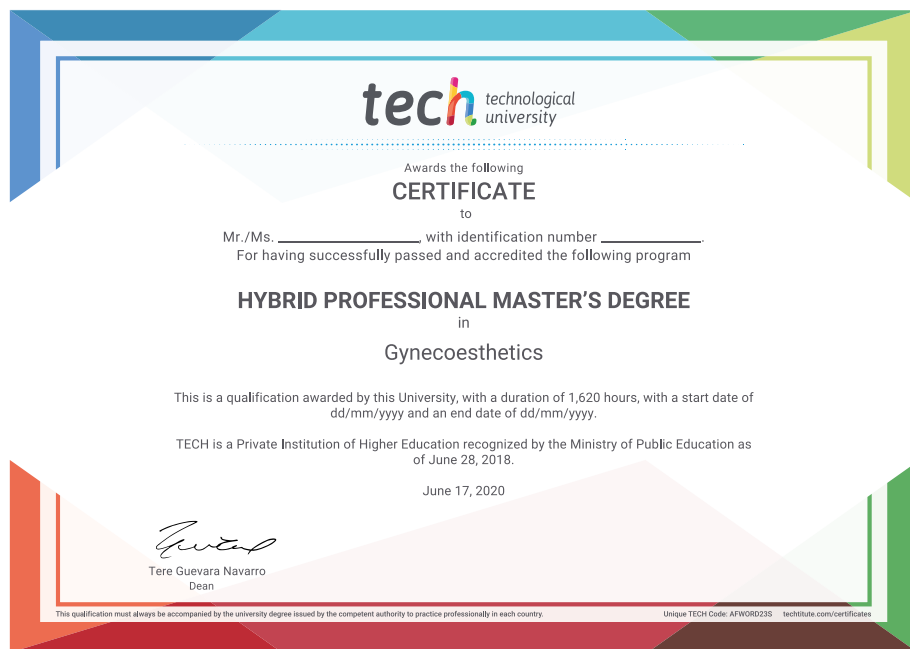 tech technological
university
Awards the following
CERTIFICATE
to
Mr./Ms. ____________________, with identification number ______________.
For having successfully passed and accredited the following program
HYBRID PROFESSIONAL MASTER’S DEGREE
in
Gynecoesthetics
This is a qualification awarded by this University, with a duration of 1,620 hours, with a start date of
dd/mm/yyyy and an end date of dd/mm/yyyy.
TECH is a Private Institution of Higher Education recognized by the Ministry of Public Education as
of June 28, 2018.
June 17, 2020
Tere Guevara Navarro
Dean
This qualification must always be accompanied by the university degree issued by the competent authority to practice professionally in each country. Unique TECH Code: AFWORD23S techtitute.com/certificates